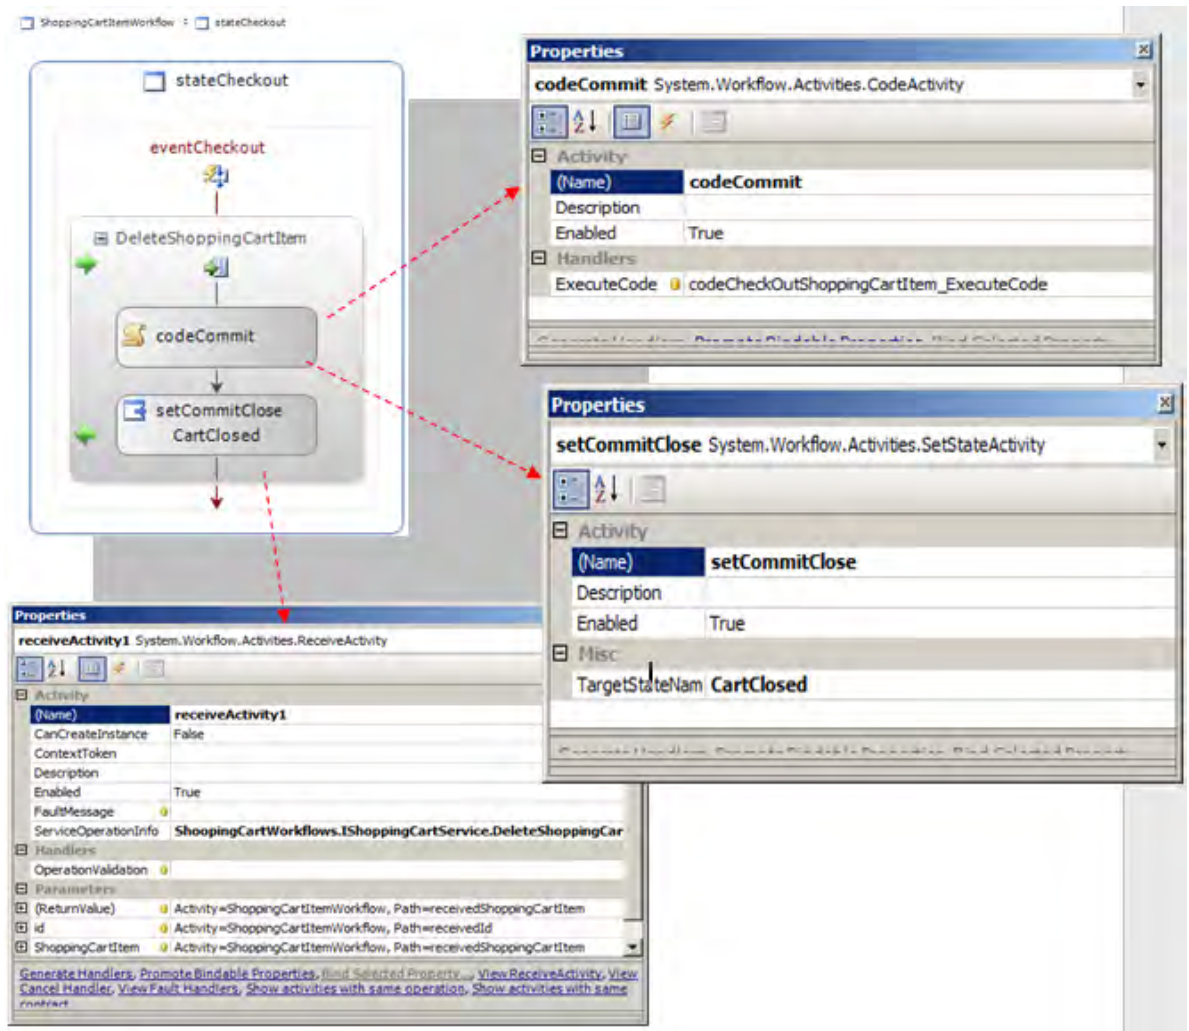 ShoppingCartItemWorkflow : stateCheckout
stateCheckout
eventCheckout
DeleteShoppingCartItem
codeCommit
setCommitClose
CartClosed
Properties
codeCommit System.Workflow.Activities.CodeActivity
Activity
(Name) codeCommit
Description
Enabled True
Handlers
ExecuteCode codeCheckOutShoppingCartItem_ExecuteCode
Properties
setCommitClose System.Workflow.Activities.SetStateActivity
Activity
(Name) setCommitClose
Description
Enabled True
Misc
TargetStateNam CartClosed
Properties
receiveActivity1 System.Workflow.Activities.ReceiveActivity
Activity
(Name) receiveActivity1
CanCreateInstance False
ContextToken
Description
Enabled True
FaultMessage
ServiceOperationInfo ShoopingCartWorkflows.IShoppingCartService.DeleteShoppingCar
Handlers
OperationValidation
Parameters
(ReturnValue) Activity=ShoppingCartItemWorkflow, Path=receivedShoppingCartItem
id Activity=ShoppingCartItemWorkflow, Path=receivedId
ShoppingCartItem Activity=ShoppingCartItemWorkflow, Path=receivedShoppingCartItem
Generate Handlers, Promote Bindable Properties, Bind Selected Property..., View ReceiveActivity, View
Cancel Handler, View Fault Handlers, Show activities with same operation, Show activities with same
contract